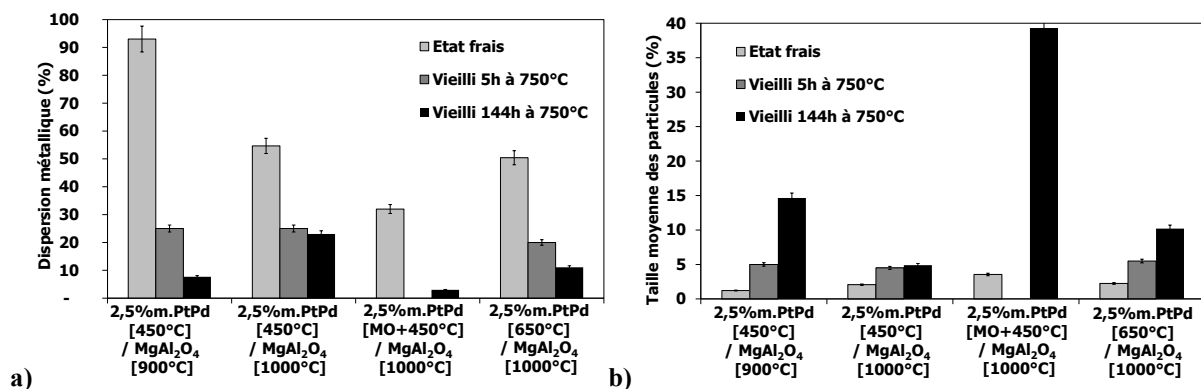 Dispersion métallique (%)
100
90
80
70
60
50
40
30
20
10
-
Etat frais
Vieilli 5h à 750°C
Vieilli 144h à 750°C
2,5%m.PtPd
[450°C]
/ MgAl₂O₄
[900°C]
2,5%m.PtPd
[450°C]
/ MgAl₂O₄
[1000°C]
2,5%m.PtPd
[MO+450°C]
/ MgAl₂O₄
[1000°C]
2,5%m.PtPd
[650°C]
/ MgAl₂O₄
[1000°C]
a)
Taille moyenne des particules (%)
40
35
30
25
20
15
10
5
0
Etat frais
Vieilli 5h à 750°C
Vieilli 144h à 750°C
2,5%m.PtPd
[450°C]
/ MgAl₂O₄
[900°C]
2,5%m.PtPd
[450°C]
/ MgAl₂O₄
[1000°C]
2,5%m.PtPd
[MO+450°C]
/ MgAl₂O₄
[1000°C]
2,5%m.PtPd
[650°C]/
MgAl₂O₄
[1000°C]
b)